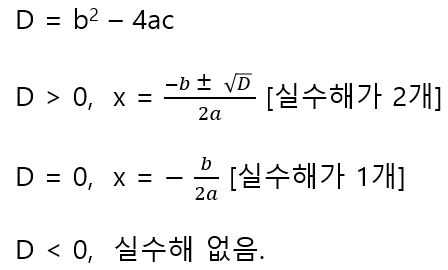 D = b² – 4ac
D > 0, x = (-b ± √D)/2a [실수해가 2개]
D = 0, x = – b/2a [실수해가 1개]
D < 0, 실수해 없음.